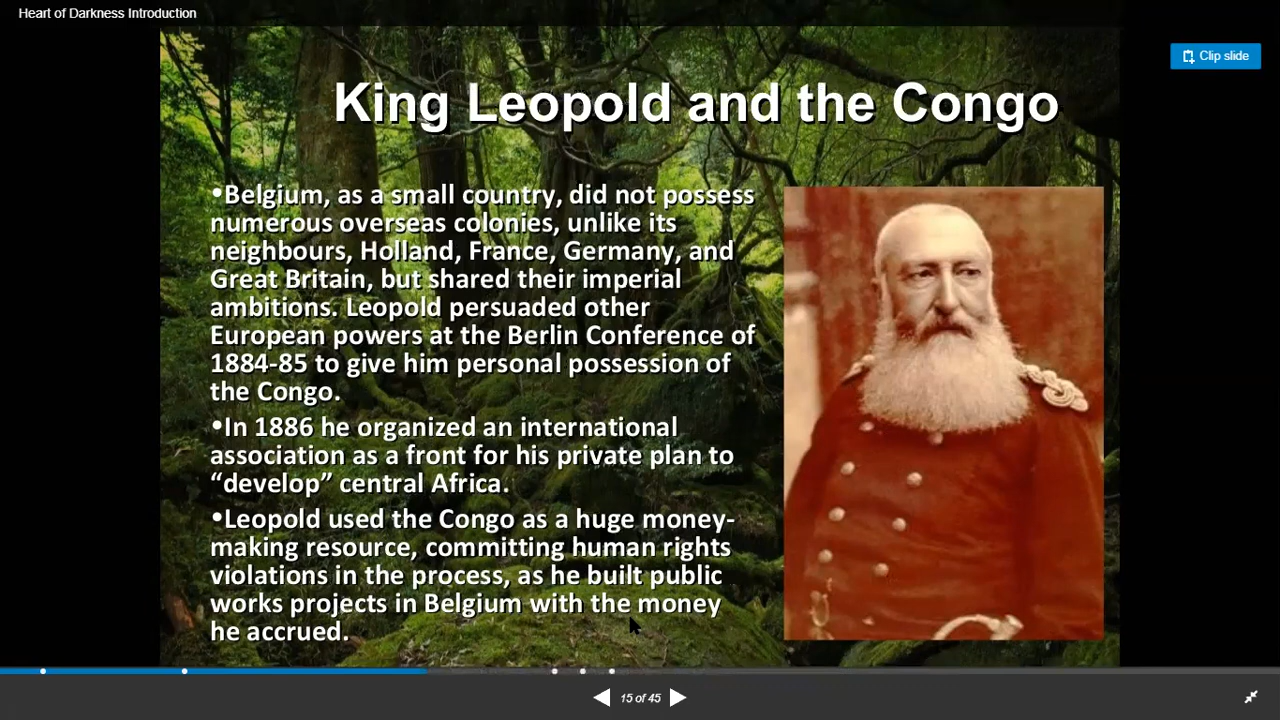 Heart of Darkness Introduction
Clip slide
King Leopold and the Congo
•Belgium, as a small country, did not possess
numerous overseas colonies, unlike its
neighbours, Holland, France, Germany, and
Great Britain, but shared their imperial
ambitions. Leopold persuaded other
European powers at the Berlin Conference of
1884-85 to give him personal possession of
the Congo.
•In 1886 he organized an international
association as a front for his private plan to
“develop” central Africa.
•Leopold used the Congo as a huge money-
making resource, committing human rights
violations in the process, as he built public
works projects in Belgium with the money
he accrued.
15 of 45